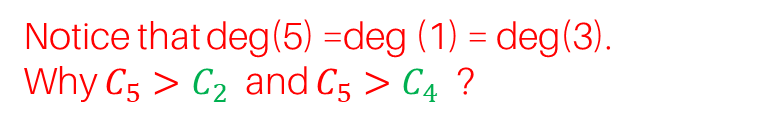 Notice that deg(5) =deg (1) = deg(3).
Why C₅ > C₂ and C₅ > C₄ ?